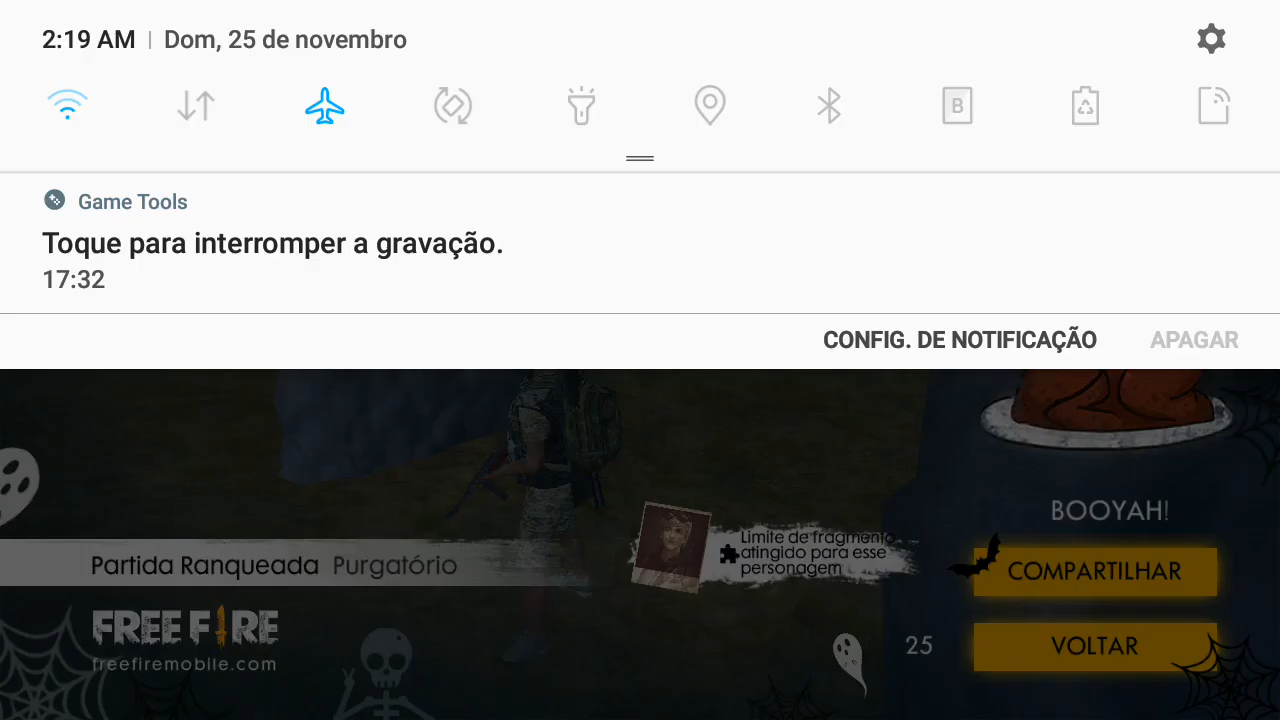 2:19 AM | Dom, 25 de novembro
B
Game Tools
Toque para interromper a gravação.
17:32
CONFIG. DE NOTIFICAÇÃO APAGAR
BOOYAH!
Limite de fragmento
atingido para esse
personagem
Partida Ranqueada Purgatório
COMPARTILHAR
FREE FIRE
freefiremobile.com
25
VOLTAR